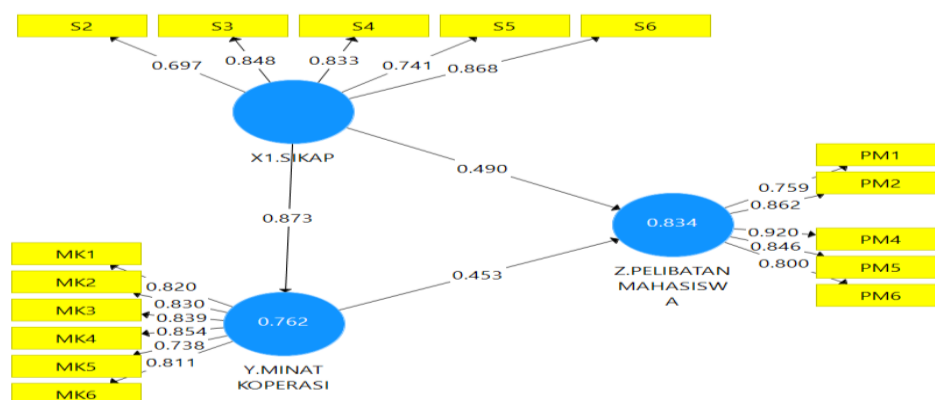 S2 S3 S4 S5 S6
0.697 0.848 0.833 0.741 0.868
X1.SIKAP
0.490
0.873
0.453
PM1
PM2
PM4
PM5
PM6
0.759
0.862
0.920
0.846
0.800
0.834
Z.PELIBATAN
MAHASISW
A
MK1
MK2
MK3
MK4
MK5
MK6
0.820
0.830
0.839
0.854
0.738
0.811
0.762
Y.MINAT
KOPERASI